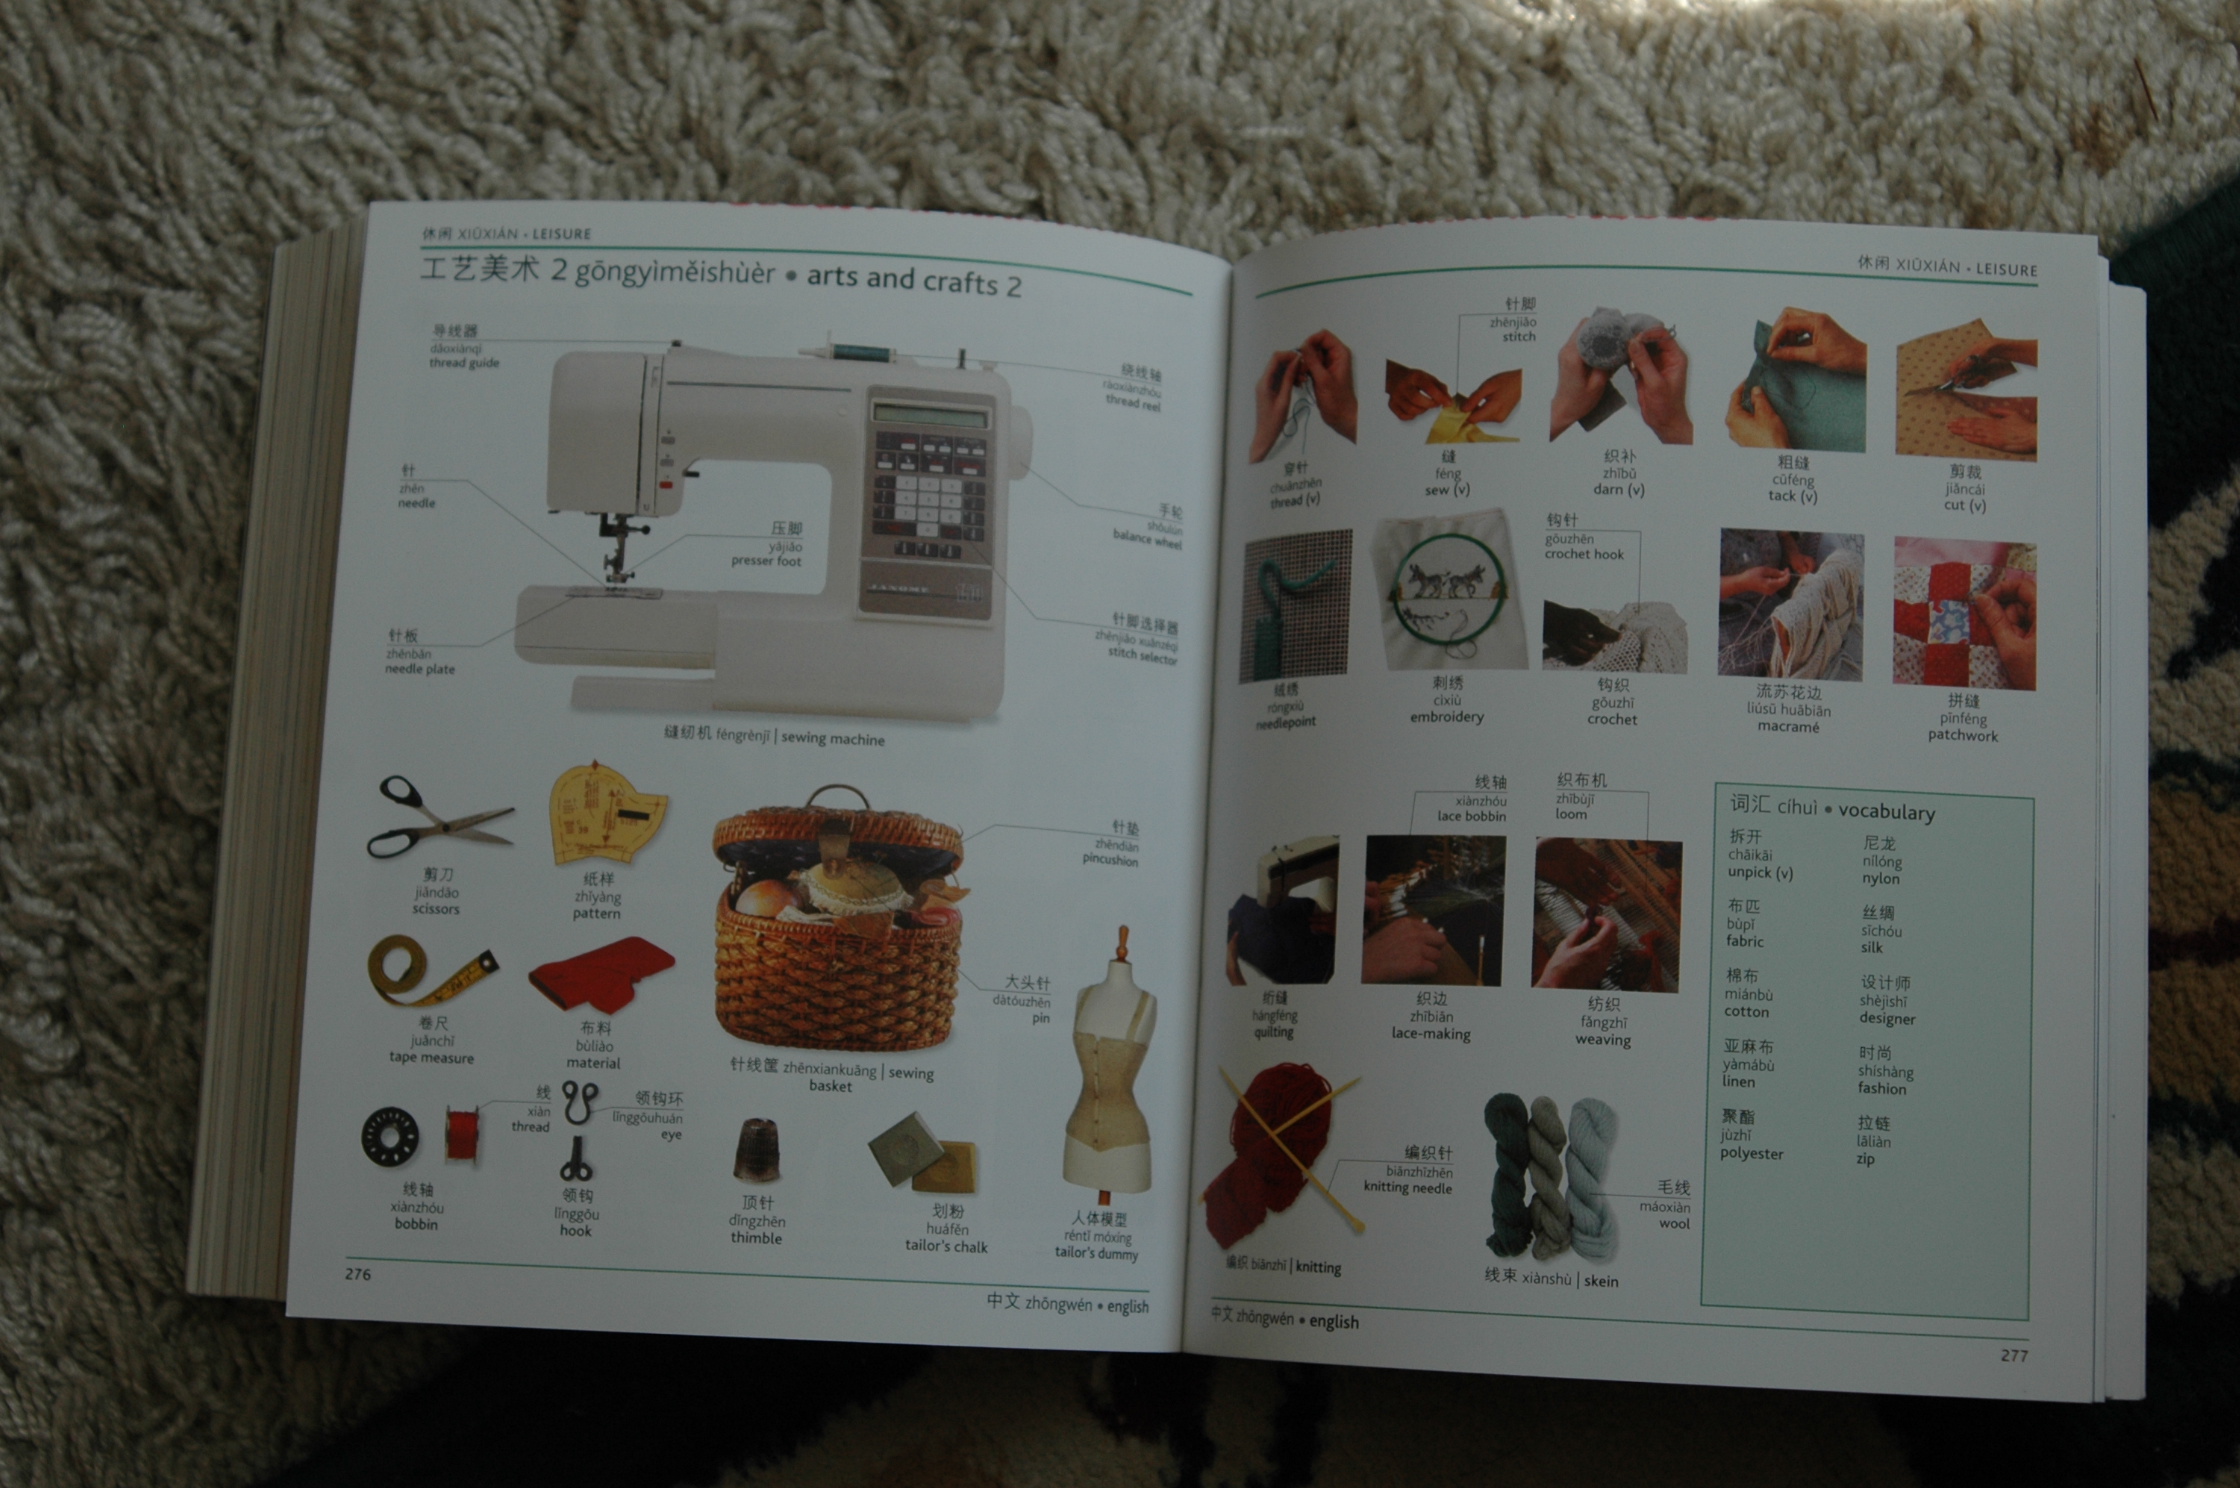 休闲 XIŪXIÁN • LEISURE
工艺美术 2 gōngyìměishùèr • arts and crafts 2
导线器
dǎoxiànqì
thread guide
绕线轴
ràoxiànzhóu
thread reel
手轮
shǒulún
balance wheel
针脚选择器
zhēnjiǎo xuǎnzéqì
stitch selector
压脚
yājiǎo
presser foot
针
zhēn
needle
针板
zhēnbǎn
needle plate
缝纫机 féngrènjī | sewing machine
剪刀
jiǎndāo
scissors
纸样
zhǐyàng
pattern
卷尺
juǎnchǐ
tape measure
布料
bùliào
material
针垫
zhēndiàn
pincushion
大头针
dàtóuzhēn
pin
针线筐 zhēnxiankuāng | sewing
basket
线轴
xiànzhóu
bobbin
线
xiàn
thread
领钩环
lǐnggōuhuán
eye
领钩
lǐnggōu
hook
顶针
dǐngzhēn
thimble
划粉
huàfěn
tailor's chalk
人体模型
réntǐ móxíng
tailor's dummy
276
中文 zhōngwén • english
休闲 XIŪXIÁN • LEISURE
穿针
chuānzhēn
thread (v)
针脚
zhēnjiǎo
stitch
缝
féng
sew (v)
织补
zhībǔ
darn (v)
粗缝
cūféng
tack (v)
剪裁
jiǎncái
cut (v)
绒绣
róngxiù
needlepoint
刺绣
cìxiù
embroidery
钩针
gōuzhēn
crochet hook
钩织
gōuzhī
crochet
流苏花边
liúsū huābiān
macramé
拼缝
pīnféng
patchwork
绗缝
hángféng
quilting
线轴
xiànzhóu
lace bobbin
织边
zhībiān
lace-making
织布机
zhībùjī
loom
纺织
fǎngzhī
weaving
编织针
biānzhīzhēn
knitting needle
编织 biānzhī | knitting
毛线
máoxiàn
wool
线束 xiànshù | skein
词汇 cíhuì • vocabulary
拆开
chāikāi
unpick (v)
布匹
bùpǐ
fabric
棉布
miánbù
cotton
亚麻布
yàmábù
linen
聚酯
jùzhǐ
polyester
尼龙
nílóng
nylon
丝绸
sīchóu
silk
设计师
shèjìshī
designer
时尚
shíshàng
fashion
拉链
lāliàn
zip
中文 zhōngwén • english
277